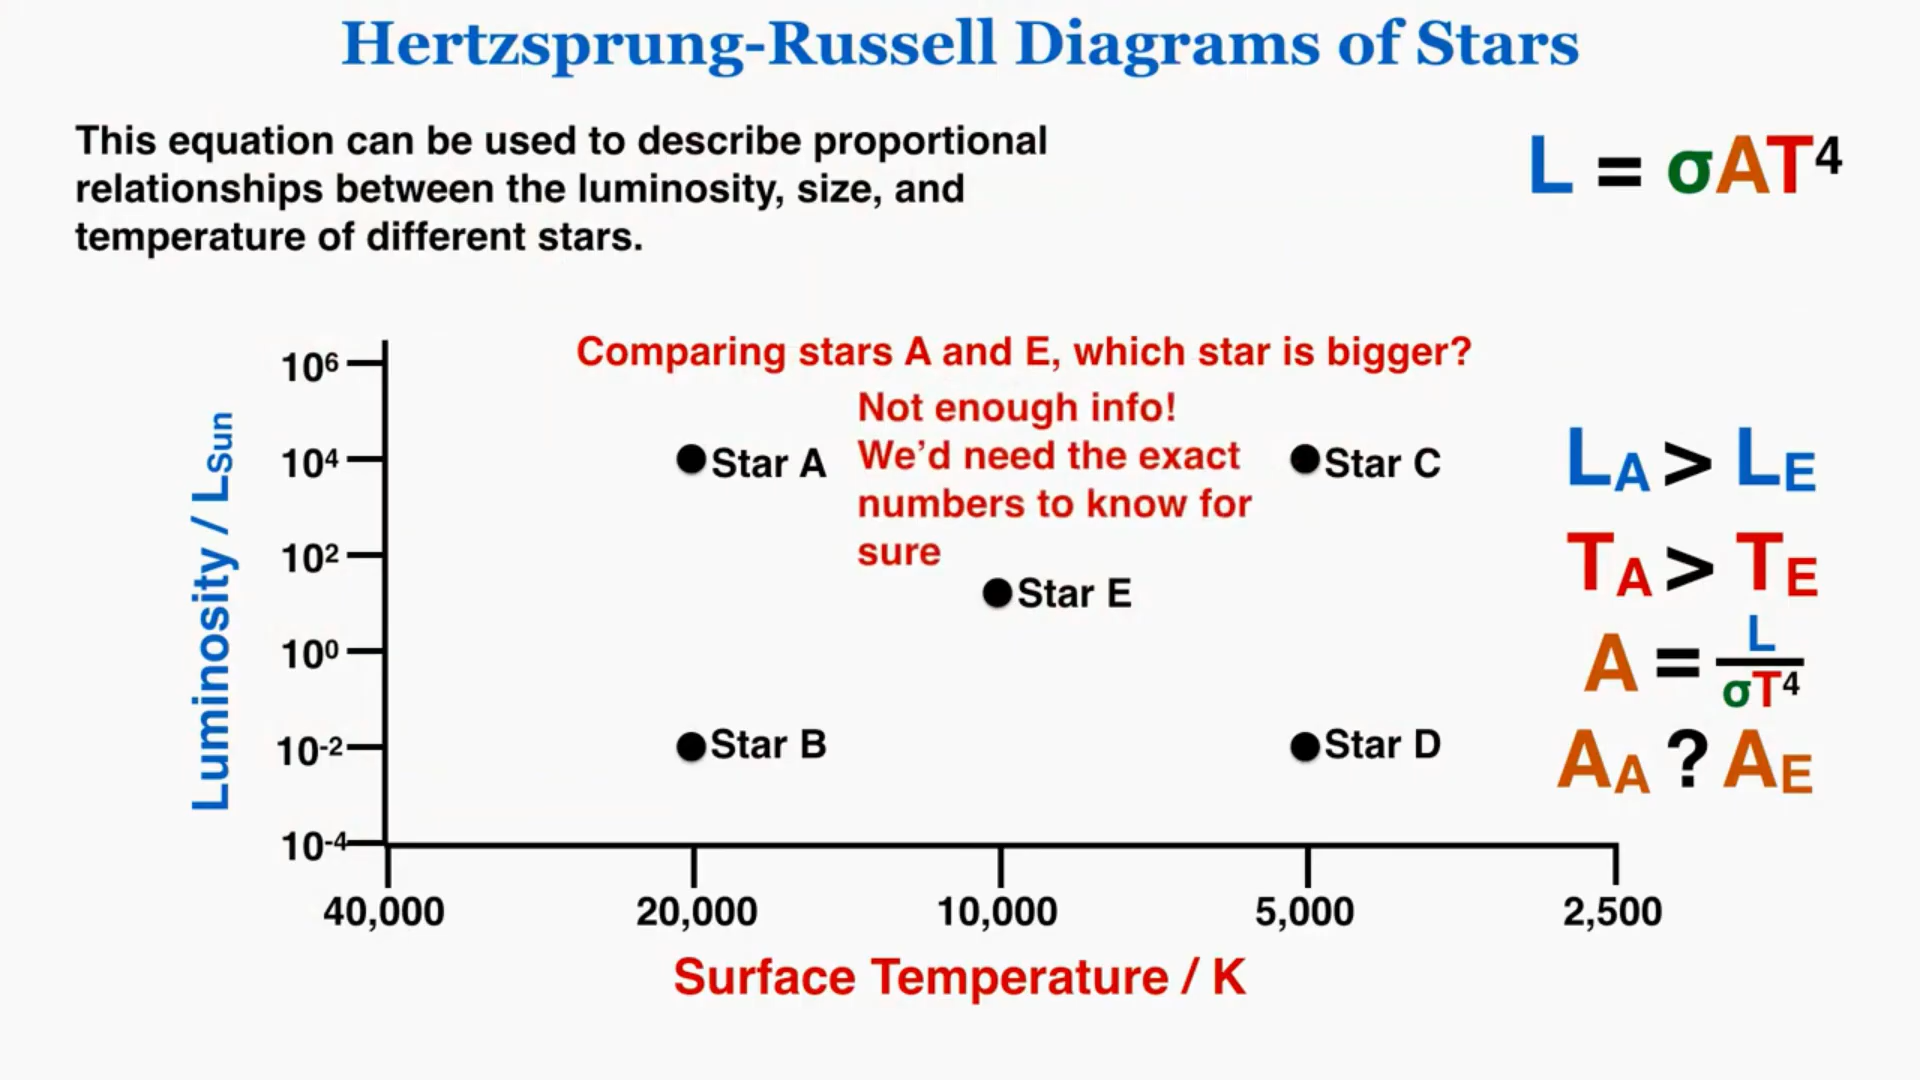 Hertzsprung-Russell Diagrams of Stars
This equation can be used to describe proportional
relationships between the luminosity, size, and
temperature of different stars.
L = σAT⁴
Comparing stars A and E, which star is bigger?
Not enough info!
We’d need the exact
numbers to know for
sure
Luminosity / LSun
10⁶
10⁴
10²
10⁰
10⁻²
10⁻⁴
Star A
Star C
Star E
Star B
Star D
40,000
20,000
10,000
5,000
2,500
Surface Temperature / K
LA > LE
TA > TE
A = L / σT⁴
AA ? AE